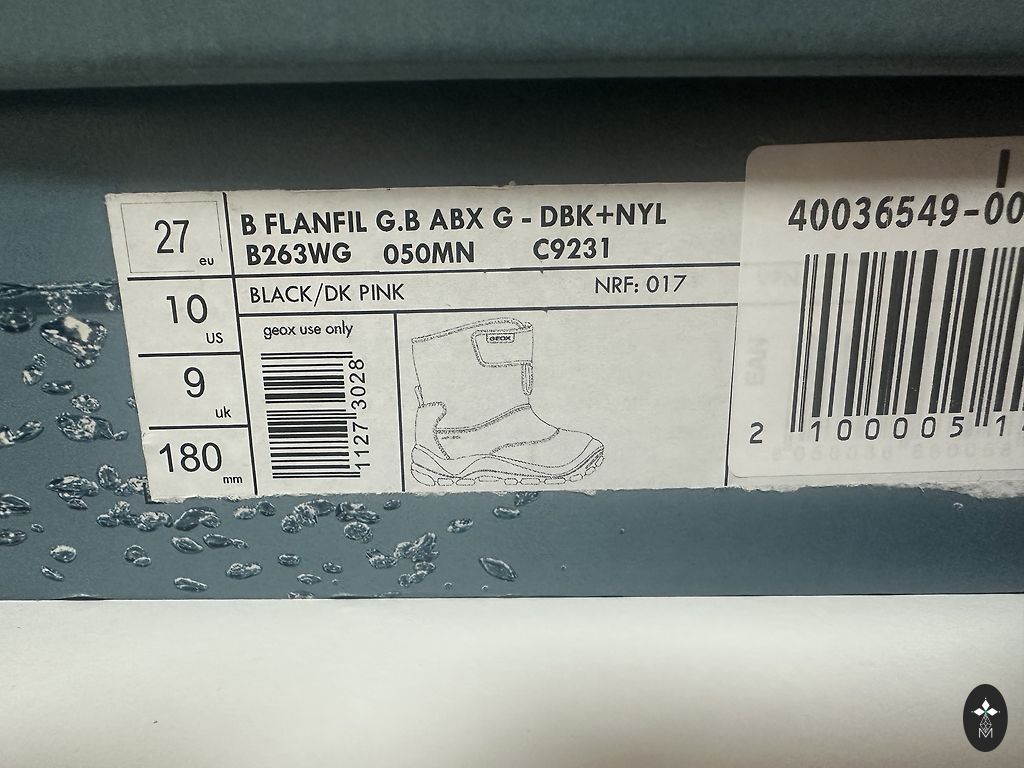 27 eu
B FLANFIL G.B ABX G - DBK+NYL
B263WG 050MN C9231
10 US
BLACK/DK PINK NRF: 017
9 uk
180 mm
geox use only
1127 3028
GEOX
40036549-00
2 100005 1
M